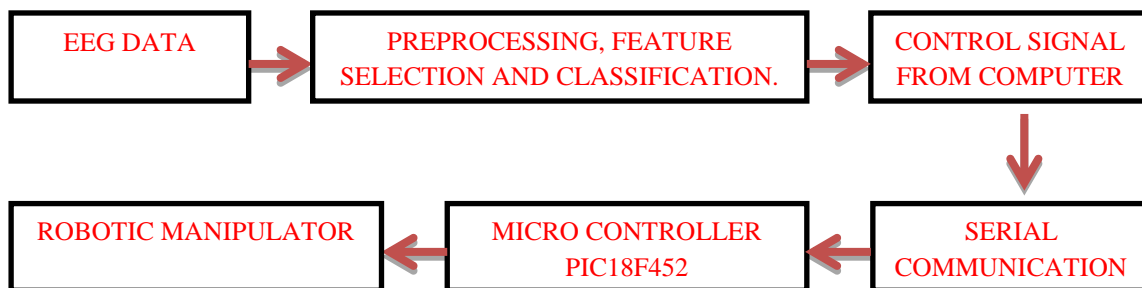 EEG DATA
PREPROCESSING, FEATURE
SELECTION AND CLASSIFICATION.
CONTROL SIGNAL
FROM COMPUTER
ROBOTIC MANIPULATOR
MICRO CONTROLLER
PIC18F452
SERIAL
COMMUNICATION